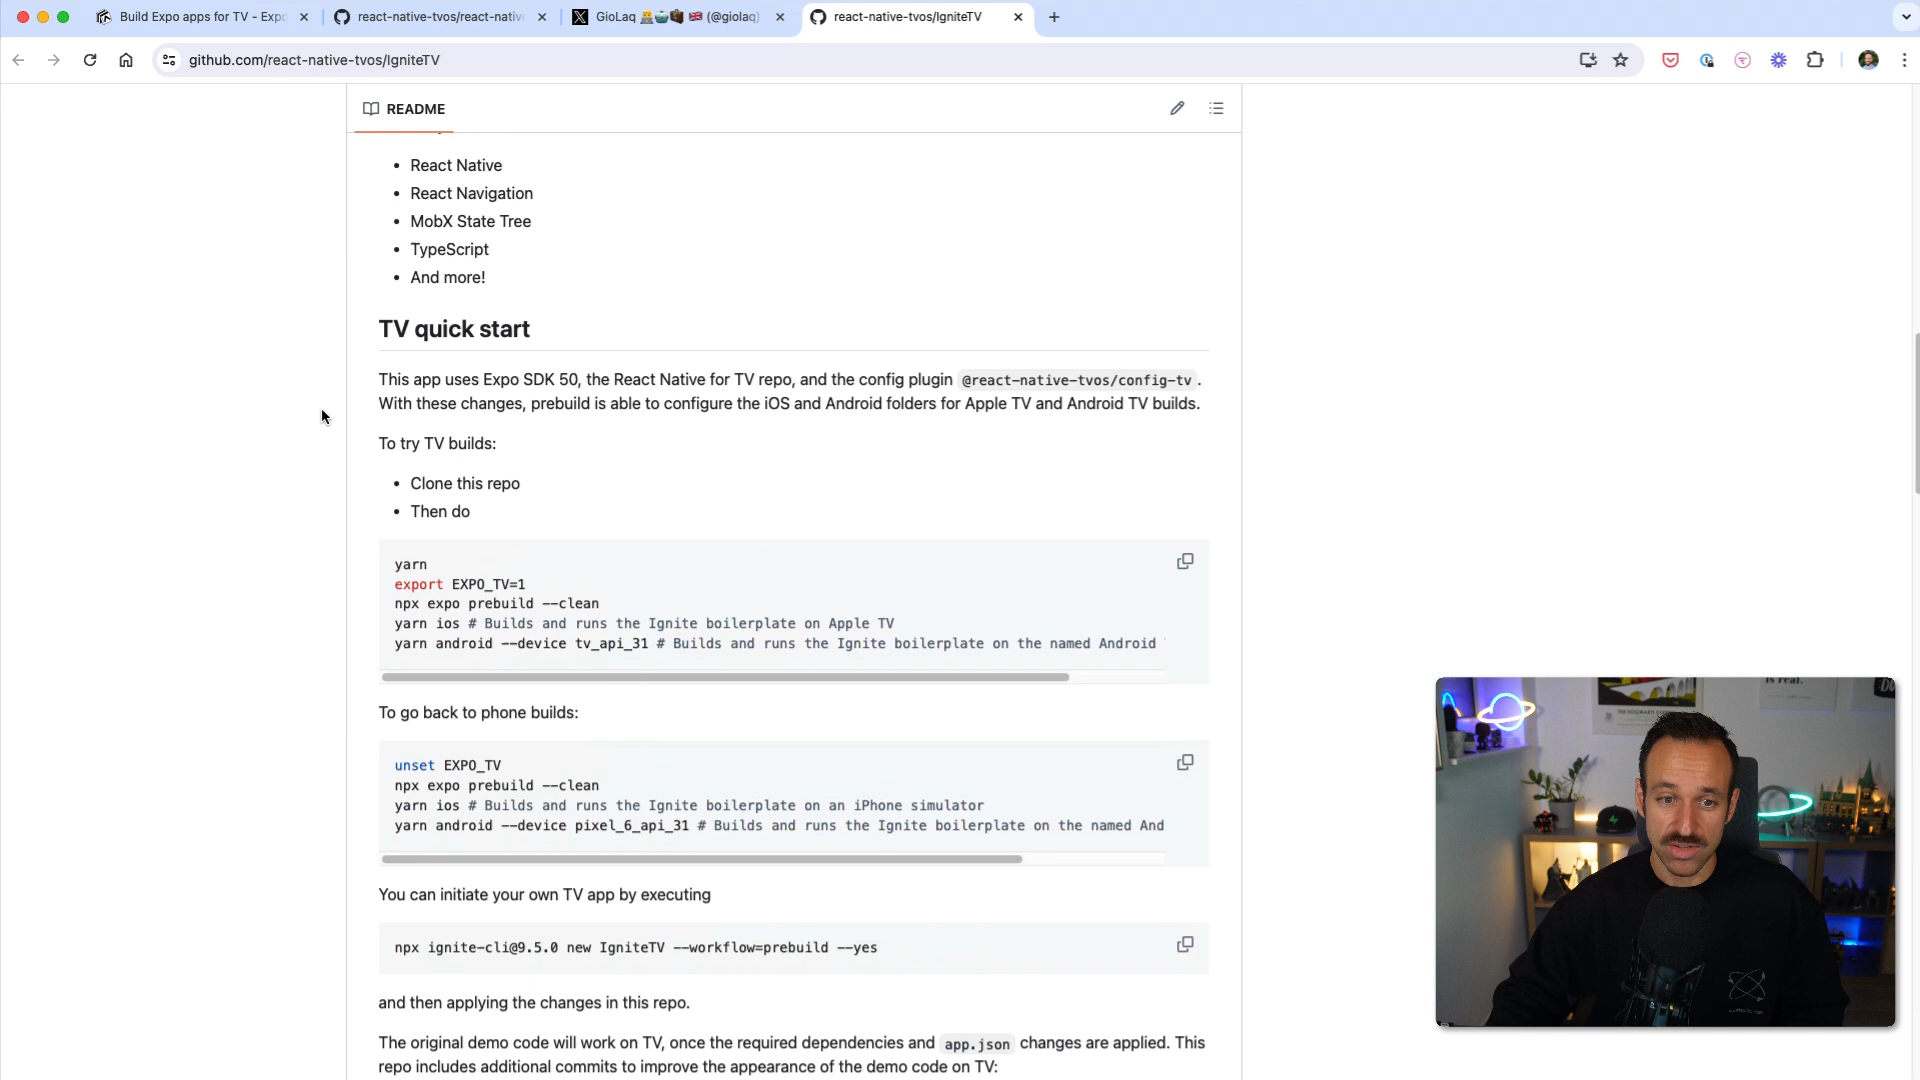 Build Expo apps for TV - Expo
react-native-tvos/react-nativ
GioLaq 🇬🇧 (@giolaq)
react-native-tvos/IgniteTV
github.com/react-native-tvos/IgniteTV
README
• React Native
• React Navigation
• MobX State Tree
• TypeScript
• And more!
TV quick start
This app uses Expo SDK 50, the React Native for TV repo, and the config plugin @react-native-tvos/config-tv .
With these changes, prebuild is able to configure the iOS and Android folders for Apple TV and Android TV builds.
To try TV builds:
• Clone this repo
• Then do
yarn
export EXPO_TV=1
npx expo prebuild --clean
yarn ios # Builds and runs the Ignite boilerplate on Apple TV
yarn android --device tv_api_31 # Builds and runs the Ignite boilerplate on the named Android
To go back to phone builds:
unset EXPO_TV
npx expo prebuild --clean
yarn ios # Builds and runs the Ignite boilerplate on an iPhone simulator
yarn android --device pixel_6_api_31 # Builds and runs the Ignite boilerplate on the named And
You can initiate your own TV app by executing
npx ignite-cli@9.5.0 new IgniteTV --workflow=prebuild --yes
and then applying the changes in this repo.
The original demo code will work on TV, once the required dependencies and app.json changes are applied. This
repo includes additional commits to improve the appearance of the demo code on TV:
is real.